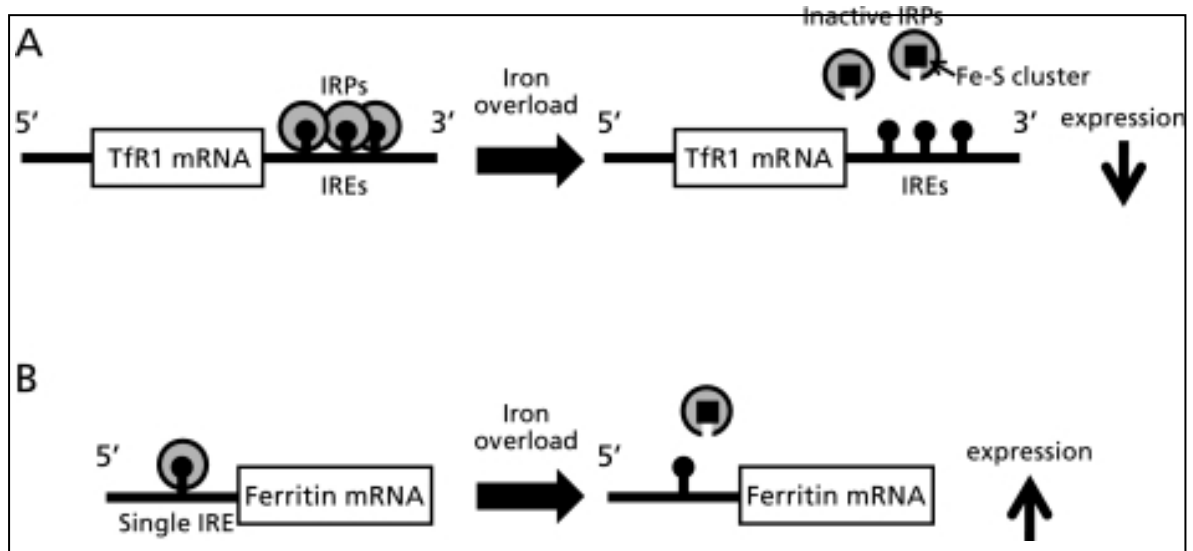 A
Inactive IRPs
Fe-S cluster
IRPs
Iron
overload
5′
3′
5′
3′
expression
TfR1 mRNA
TfR1 mRNA
IREs
IREs
B
Iron
overload
5′
5′
expression
Ferritin mRNA
Ferritin mRNA
Single IRE